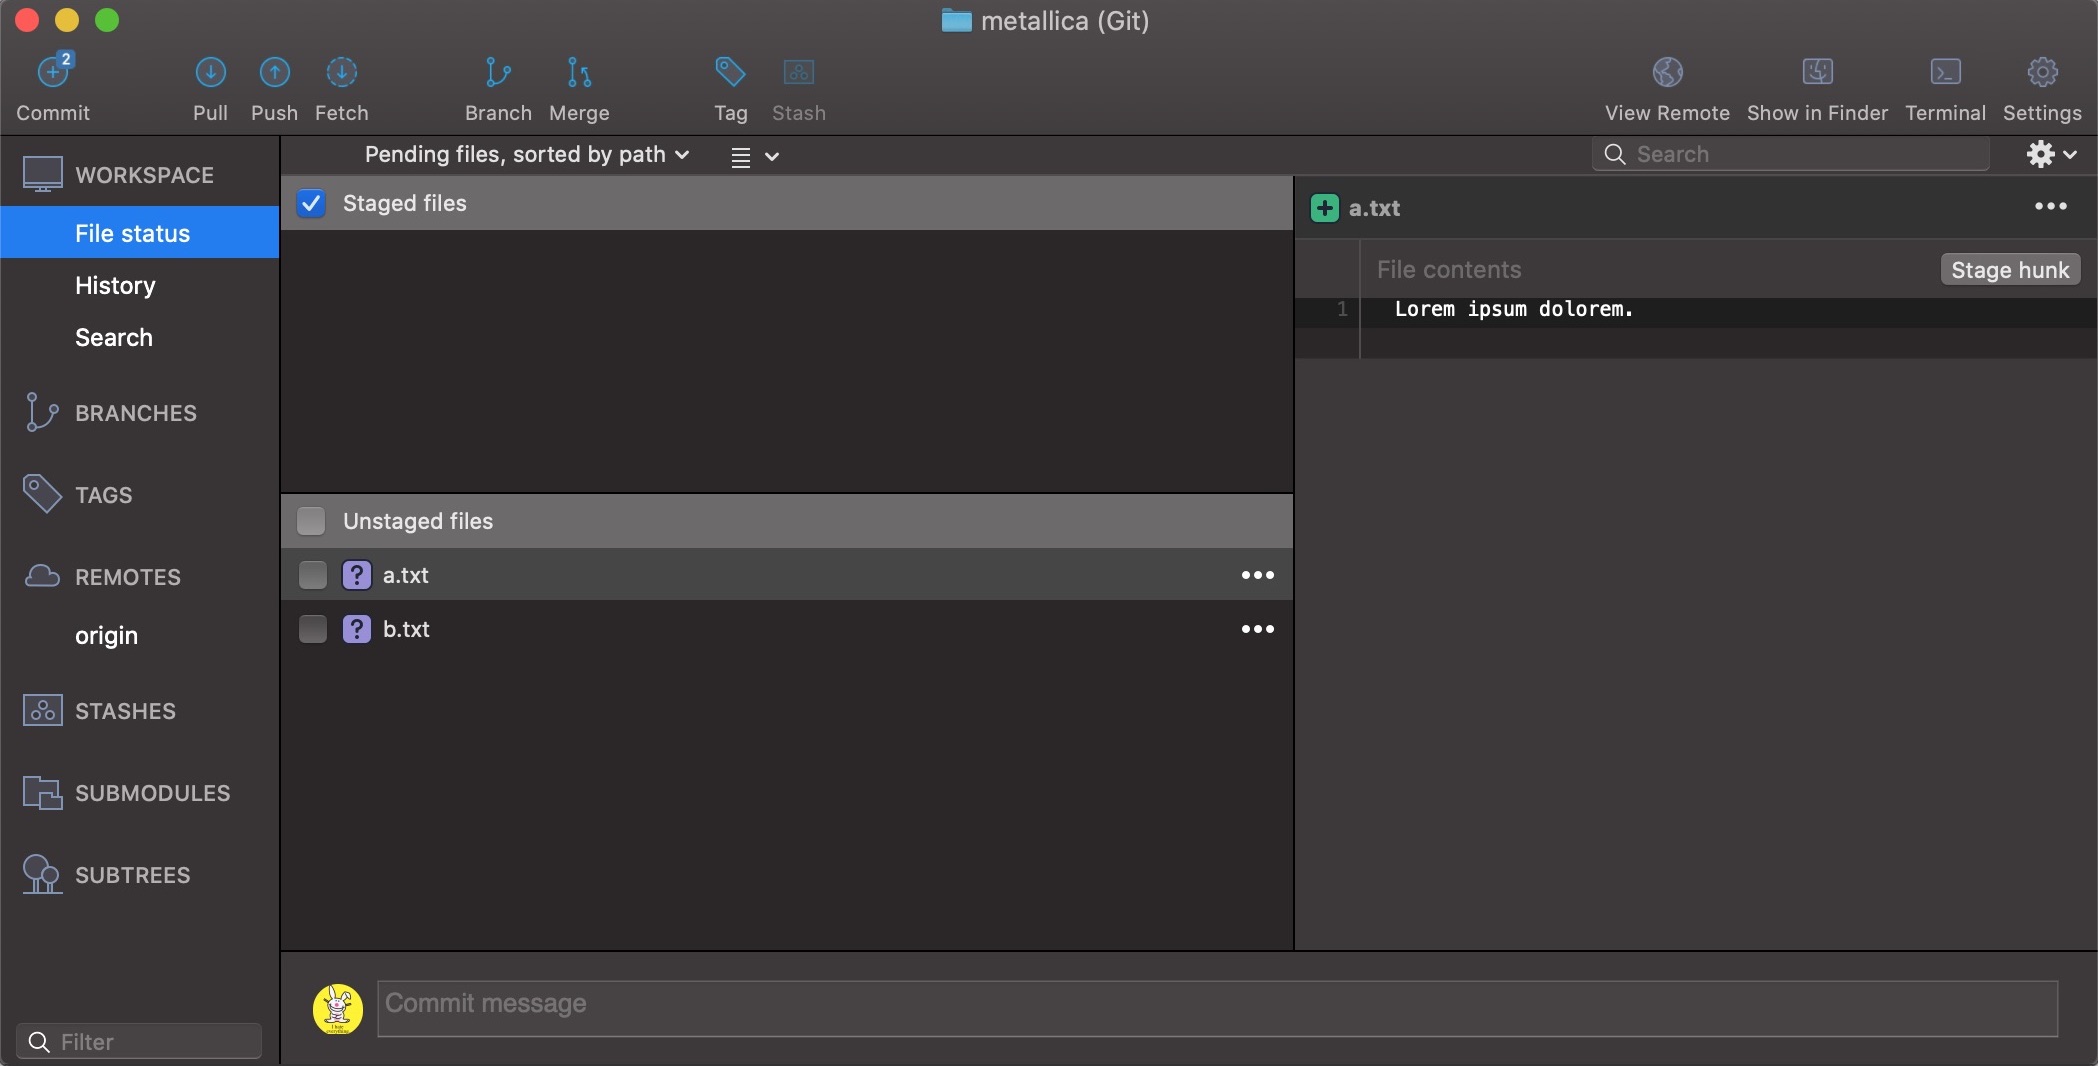 metallica (Git)
2
Commit
Pull
Push
Fetch
Branch
Merge
Tag
Stash
View Remote
Show in Finder
Terminal
Settings
WORKSPACE
File status
History
Search
BRANCHES
TAGS
REMOTES
origin
STASHES
SUBMODULES
SUBTREES
Filter
Pending files, sorted by path
Search
Staged files
Unstaged files
? a.txt
? b.txt
a.txt
File contents
Stage hunk
1 Lorem ipsum dolorem.
I hate
everything
Commit message